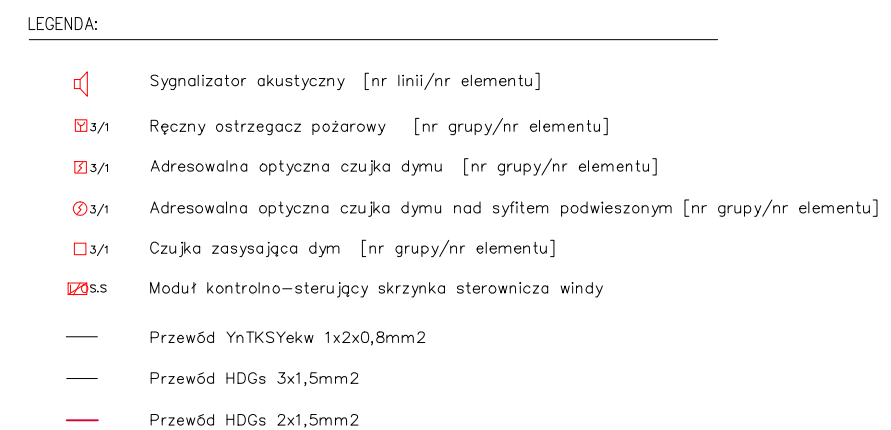 LEGENDA:
Sygnalizator akustyczny [nr linii/nr elementu]
3/1 Ręczny ostrzegacz pożarowy [nr grupy/nr elementu]
3/1 Adresowalna optyczna czujka dymu [nr grupy/nr elementu]
3/1 Adresowalna optyczna czujka dymu nad syfitem podwieszonym [nr grupy/nr elementu]
3/1 Czujka zasysająca dym [nr grupy/nr elementu]
s.s Moduł kontrolno-sterujący skrzynka sterownicza windy
Przewód YnTKSYekw 1x2x0,8mm2
Przewód HDGs 3x1,5mm2
Przewód HDGs 2x1,5mm2